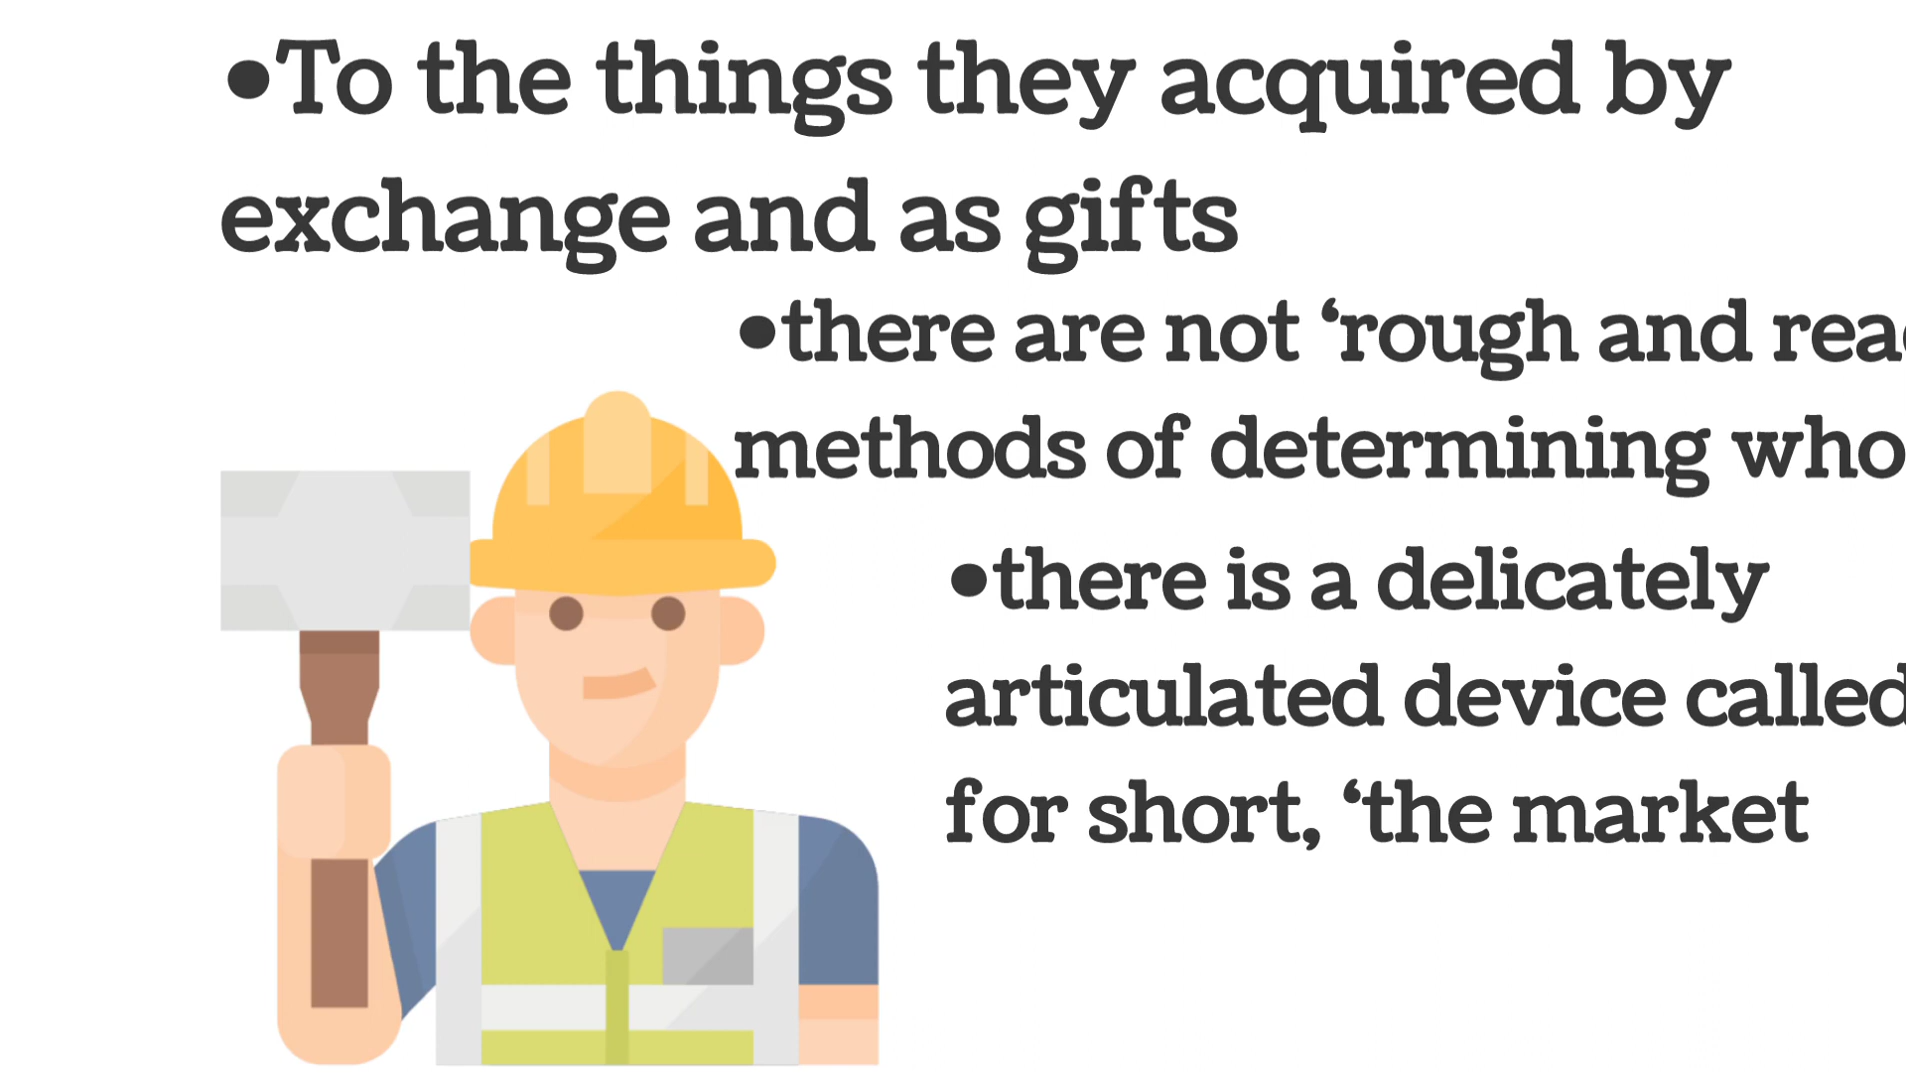 •To the things they acquired by
exchange and as gifts
•there are not ‘rough and
methods of determining who
•there is a delicately
articulated device called
for short, ‘the market